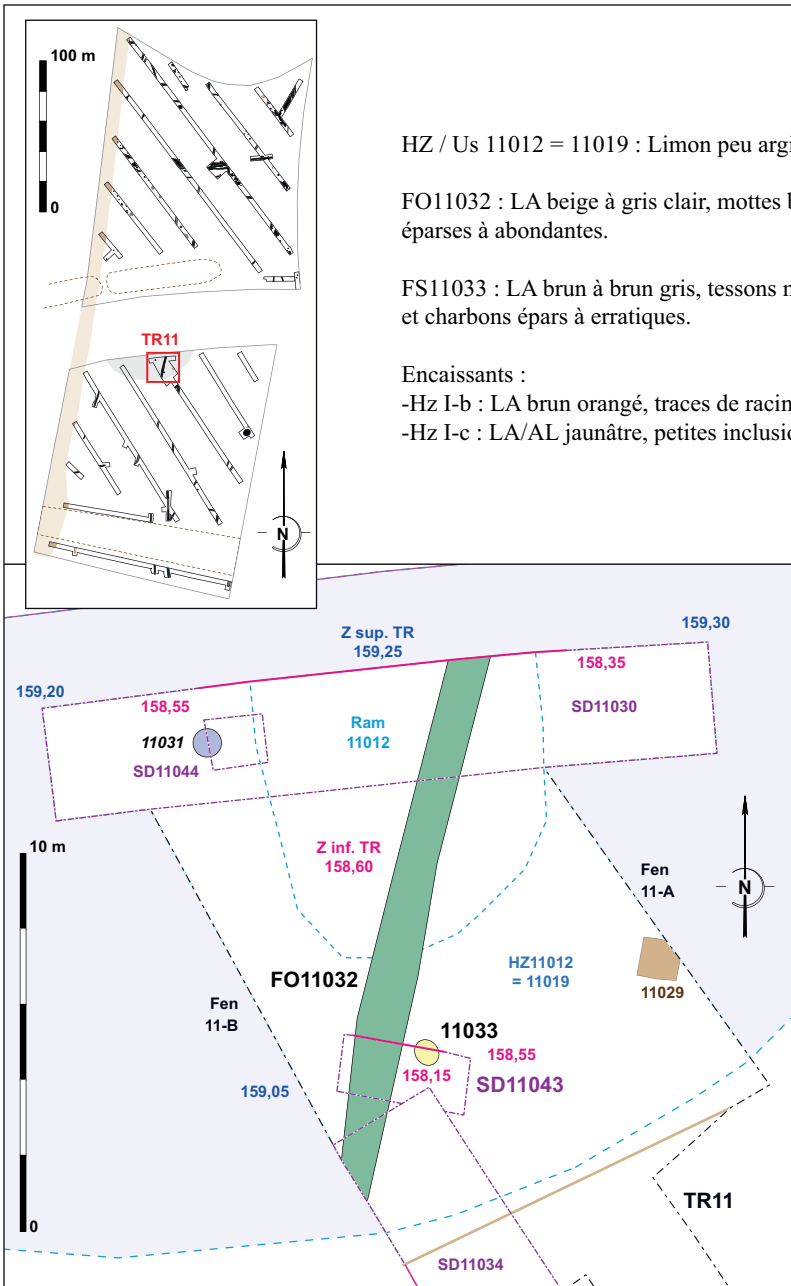 100 m
0
TR11
N
HZ / Us 11012 = 11019 : Limon peu argi
FO11032 : LA beige à gris clair, mottes b
éparses à abondantes.
FS11033 : LA brun à brun gris, tessons n
et charbons épars à erratiques.
Encaissants :
-Hz I-b : LA brun orangé, traces de racin
-Hz I-c : LA/AL jaunâtre, petites inclusio
Z sup. TR
159,25
159,30
159,20
158,55
158,35
11031
Ram
11012
SD11030
SD11044
10 m
Z inf. TR
158,60
Fen
11-A
N
FO11032
HZ11012
= 11019
11029
Fen
11-B
11033
158,55
158,15
SD11043
159,05
TR11
0
SD11034